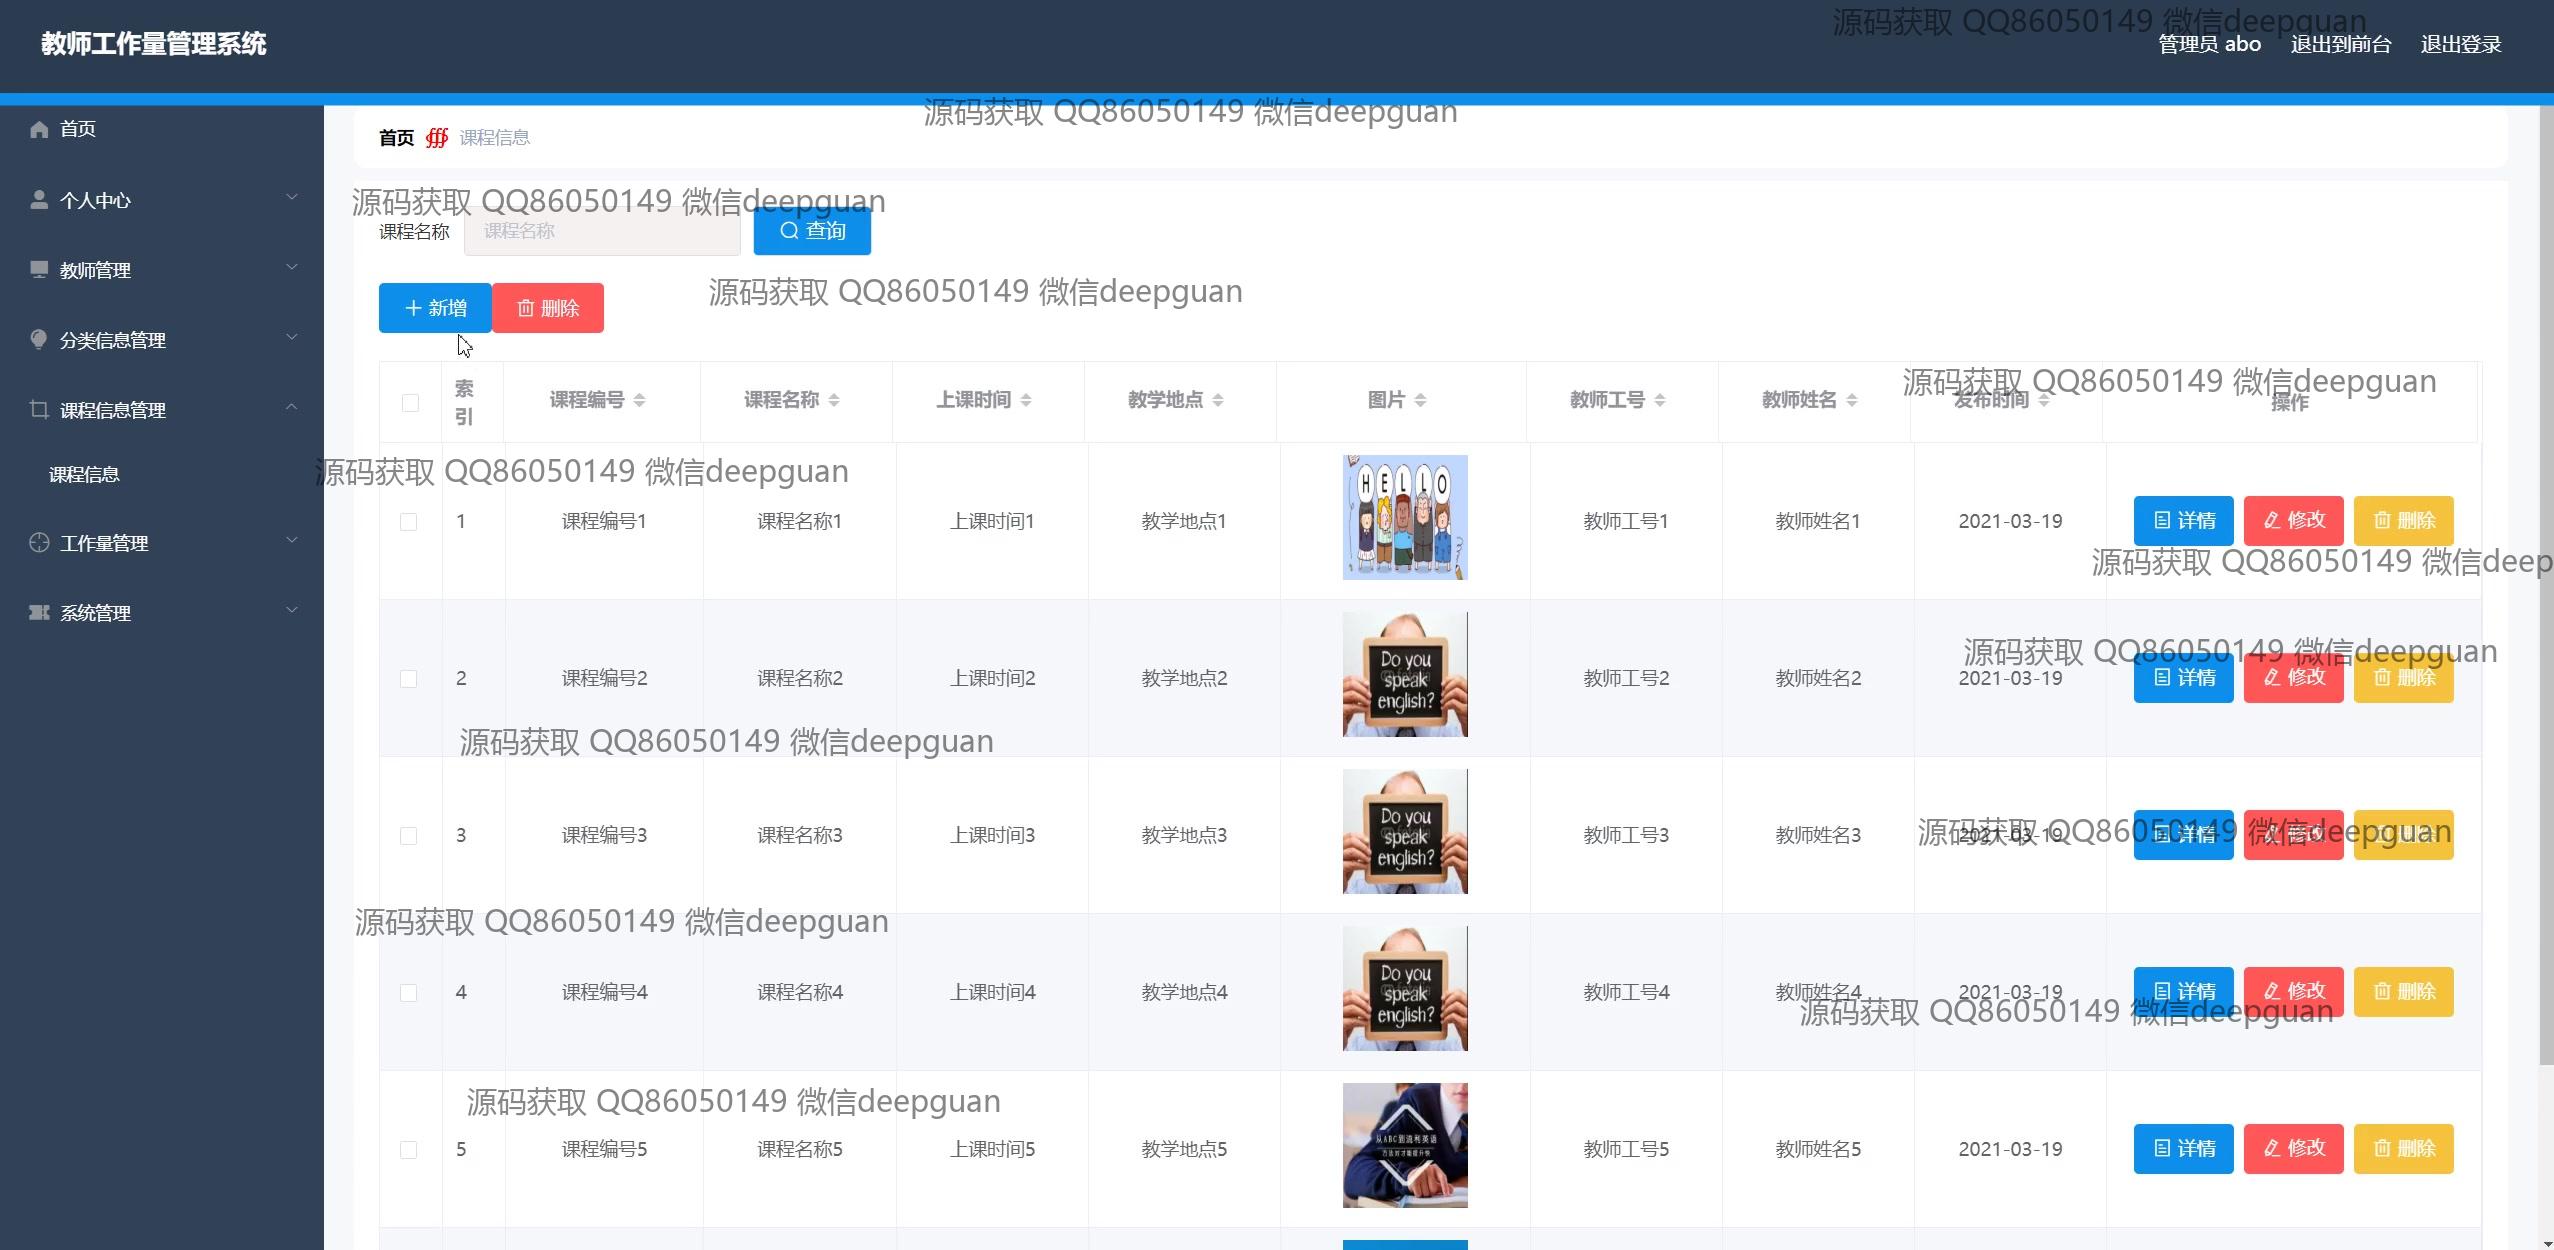 源码获取 QQ86050149 微信deepguan
教师工作量管理系统
管理员 abo 退出到前台 退出登录
源码获取 QQ86050149 微信deepguan
首页
首页 课程信息
个人中心
源码获取 QQ86050149 微信deepguan
课程名称 课程名称 查询
教师管理
源码获取 QQ86050149 微信deepguan
新增 删除
分类信息管理
源码获取 QQ86050149 微信deepguan
索引 课程编号 课程名称 上课时间 教学地点 图片 教师工号 教师姓名 发布时间 操作
课程信息管理
源码获取 QQ86050149 微信deepguan
课程信息
HELLO
1 课程编号1 课程名称1 上课时间1 教学地点1 教师工号1 教师姓名1 2021-03-19 详情 修改 删除
工作量管理
源码获取 QQ86050149 微信deep
系统管理
源码获取 QQ86050149 微信deepguan
Do you
speak
english?
2 课程编号2 课程名称2 上课时间2 教学地点2 教师工号2 教师姓名2 2021-03-19 详情 修改 删除
源码获取 QQ86050149 微信deepguan
Do you
speak
english?
3 课程编号3 课程名称3 上课时间3 教学地点3 教师工号3 教师姓名3 2021-03-19 详情 修改 删除
源码获取 QQ86050149 微信deepguan
源码获取 QQ86050149 微信deepguan
Do you
speak
english?
4 课程编号4 课程名称4 上课时间4 教学地点4 教师工号4 教师姓名4 2021-03-19 详情 修改 删除
源码获取 QQ86050149 微信deepguan
源码获取 QQ86050149 微信deepguan
从ABC到流利英语
5 课程编号5 课程名称5 上课时间5 教学地点5 教师工号5 教师姓名5 2021-03-19 详情 修改 删除